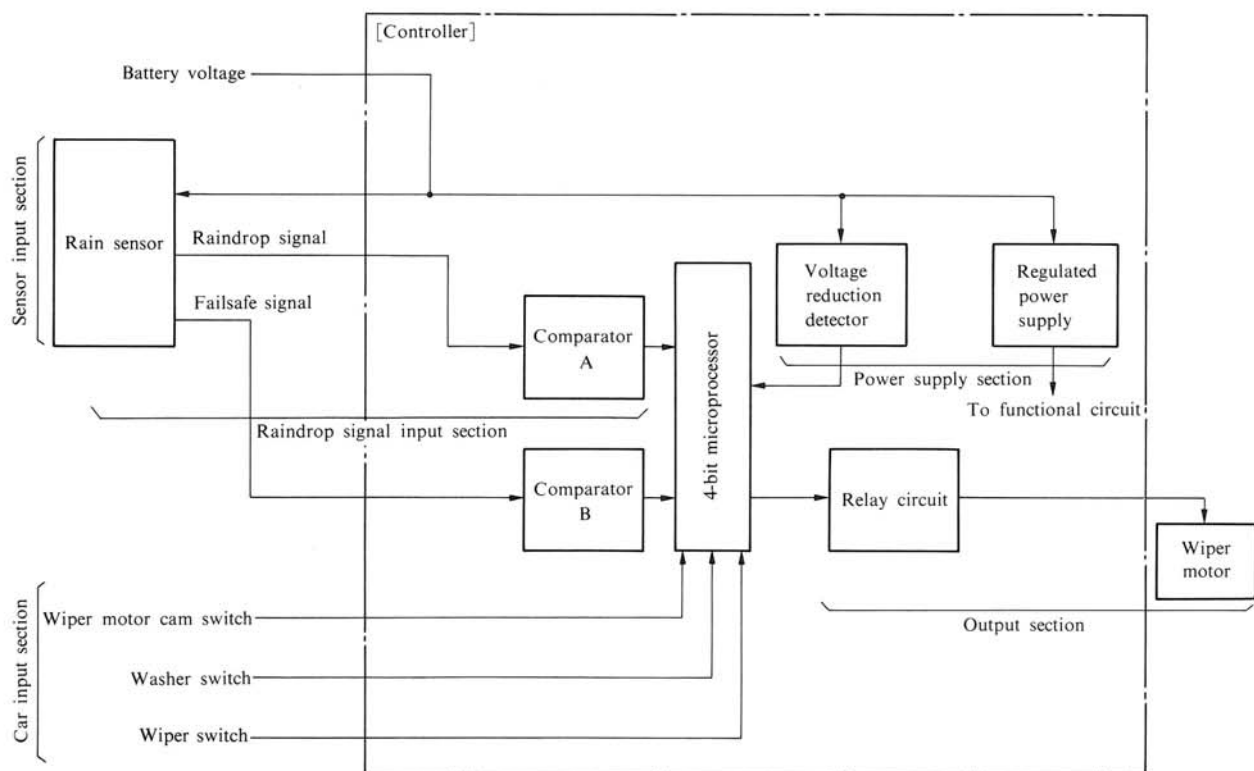 [Controller]
Battery voltage
Sensor input section
Rain sensor
Raindrop signal
Failsafe signal
Comparator
A
Raindrop signal input section
Comparator
B
4-bit microprocessor
Voltage
reduction
detector
Regulated
power
supply
Power supply section
To functional circuit
Relay circuit
Wiper
motor
Output section
Car input section
Wiper motor cam switch
Washer switch
Wiper switch